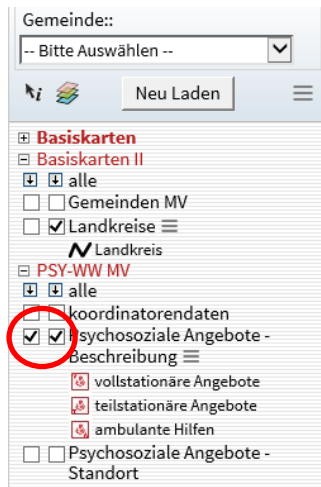 Gemeinde::
-- Bitte Auswählen --
i Neu Laden
Basiskarten
Basiskarten II
alle
Gemeinden MV
Landkreise
Landkreis
PSY-WW MV
alle
koordinatorendaten
Psychosoziale Angebote -
Beschreibung
vollstationäre Angebote
teilstationäre Angebote
ambulante Hilfen
Psychosoziale Angebote -
Standort